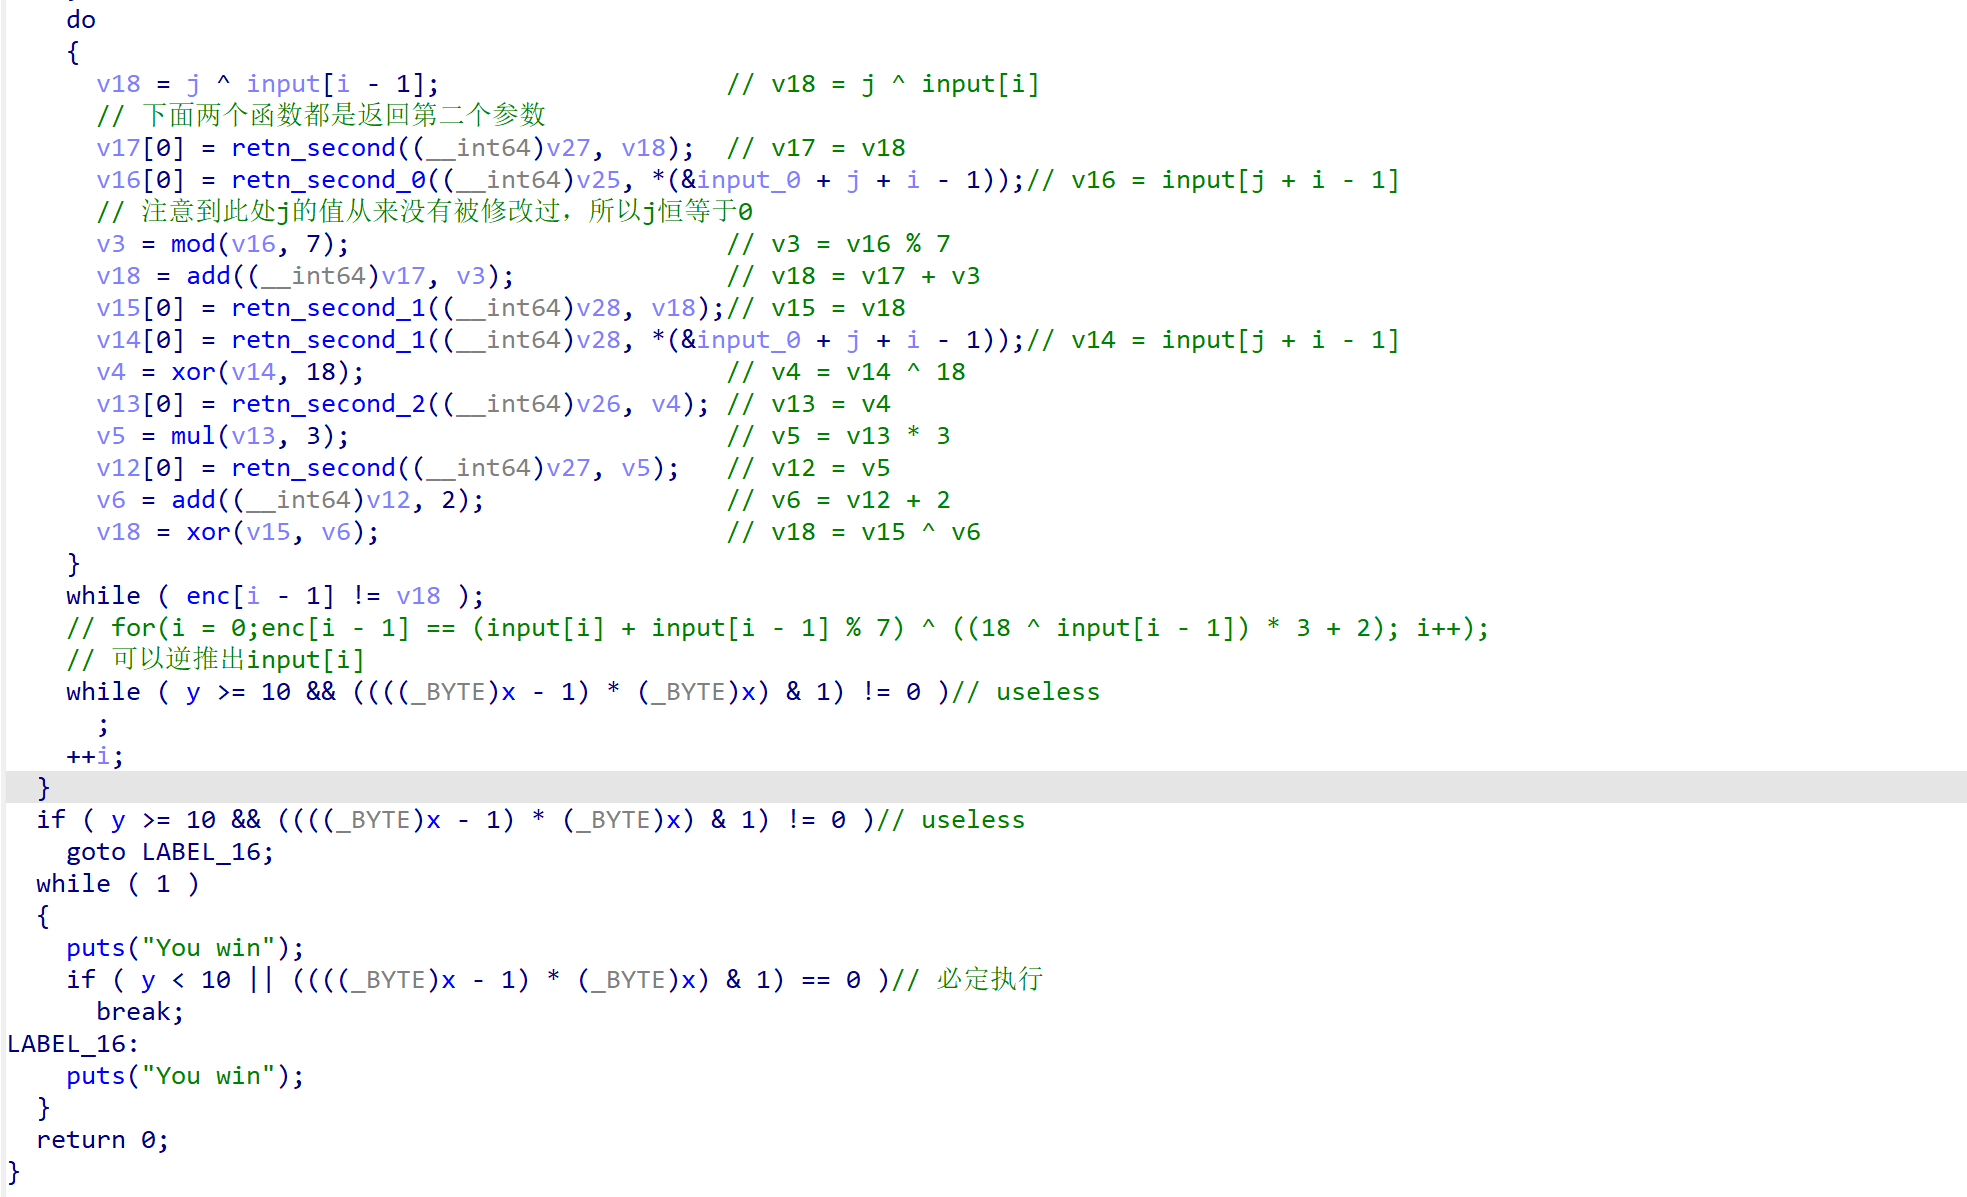 do
{
v18 = j ^ input[i - 1]; // v18 = j ^ input[i]
// 下面两个函数都是返回第二个参数
v17[0] = retn_second((__int64)v27, v18); // v17 = v18
v16[0] = retn_second_0((__int64)v25, *(&input_0 + j + i - 1));// v16 = input[j + i - 1]
// 注意到此处j的值从来没有被修改过，所以j恒等于0
v3 = mod(v16, 7); // v3 = v16 % 7
v18 = add((__int64)v17, v3); // v18 = v17 + v3
v15[0] = retn_second_1((__int64)v28, v18);// v15 = v18
v14[0] = retn_second_1((__int64)v28, *(&input_0 + j + i - 1));// v14 = input[j + i - 1]
v4 = xor(v14, 18); // v4 = v14 ^ 18
v13[0] = retn_second_2((__int64)v26, v4); // v13 = v4
v5 = mul(v13, 3); // v5 = v13 * 3
v12[0] = retn_second((__int64)v27, v5); // v12 = v5
v6 = add((__int64)v12, 2); // v6 = v12 + 2
v18 = xor(v15, v6); // v18 = v15 ^ v6
}
while ( enc[i - 1] != v18 );
// for(i = 0;enc[i - 1] == (input[i] + input[i - 1] % 7) ^ ((18 ^ input[i - 1]) * 3 + 2); i++);
// 可以逆推出input[i]
while ( y >= 10 && ((((_BYTE)x - 1) * (_BYTE)x) & 1) != 0 )// useless
;
++i;
}
if ( y >= 10 && ((((_BYTE)x - 1) * (_BYTE)x) & 1) != 0 )// useless
goto LABEL_16;
while ( 1 )
{
puts("You win");
if ( y < 10 || ((((_BYTE)x - 1) * (_BYTE)x) & 1) == 0 )// 必定执行
break;
LABEL_16:
puts("You win");
}
return 0;
}